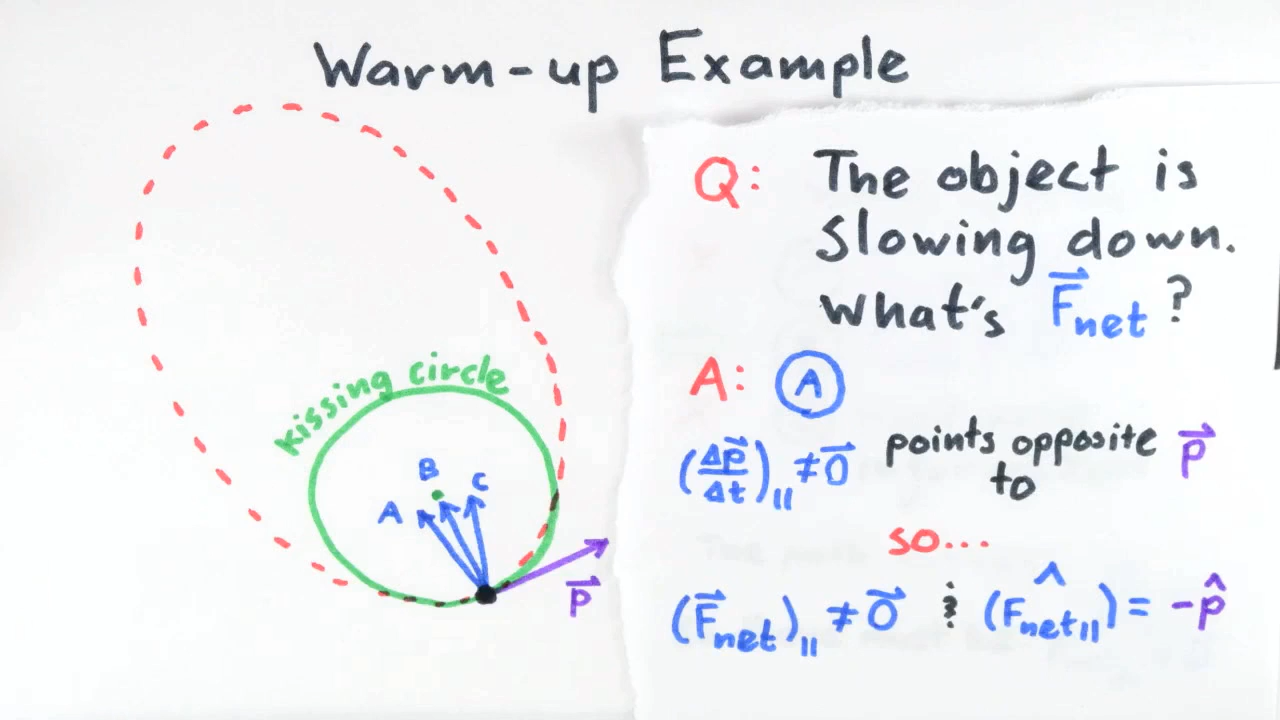 Warm-up Example
Q: The object is
slowing down.
What's F⃗net ?
A: Ⓐ
(Δp⃗/Δt)॥ ≠ 0⃗ points opposite to p⃗
so...
(F⃗net)॥ ≠ 0⃗ & (Fnet॥)^ = -p̂
kissing circle
B
C
A
p⃗